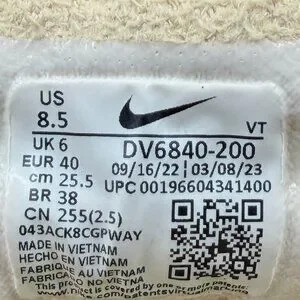 US
8.5
VT
UK 6
DV6840-200
EUR 40
09/16/22 | 03/08/23
cm 25.5
UPC 00196604341400
BR 38
CN 255(2.5)
043ACK8CGPWAY
MADE IN VIETNAM
HECHO EN VIETNAM
FABRIQUE AU VIETNAM
FABRICADO NO VIETNAM